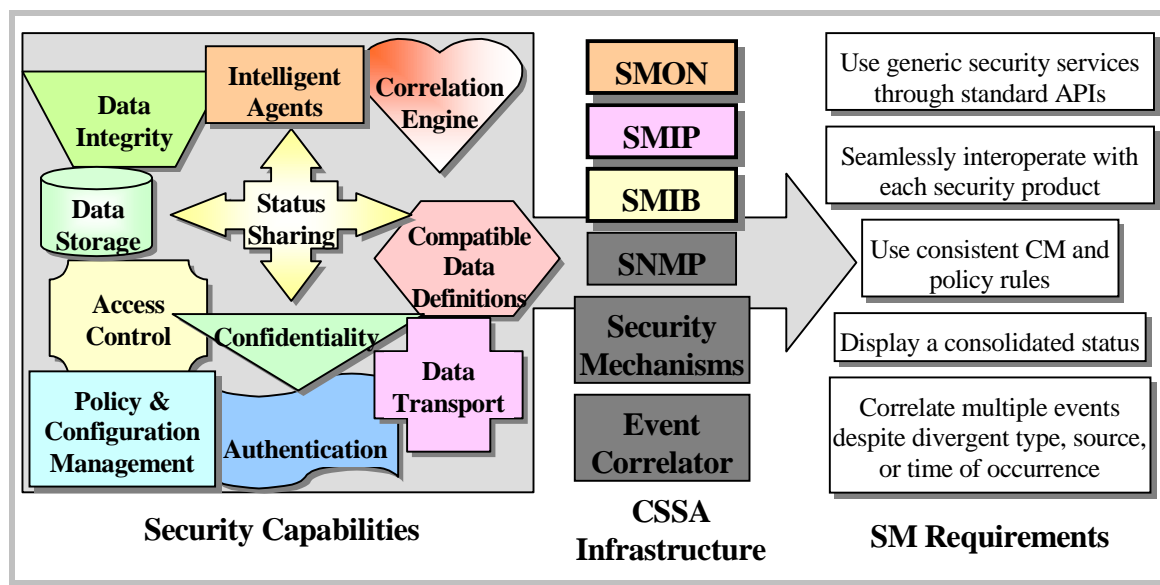 Data
Integrity
Intelligent
Agents
Correlation
Engine
Data
Storage
Status
Sharing
Compatible
Data
Definitions
Access
Control
Confidentiality
Data
Transport
Policy &
Configuration
Management
Authentication
Security Capabilities
SMON
SMIP
SMIB
SNMP
Security
Mechanisms
Event
Correlator
CSSA
Infrastructure
Use generic security services
through standard APIs
Seamlessly interoperate with
each security product
Use consistent CM and
policy rules
Display a consolidated status
Correlate multiple events
despite divergent type, source,
or time of occurrence
SM Requirements